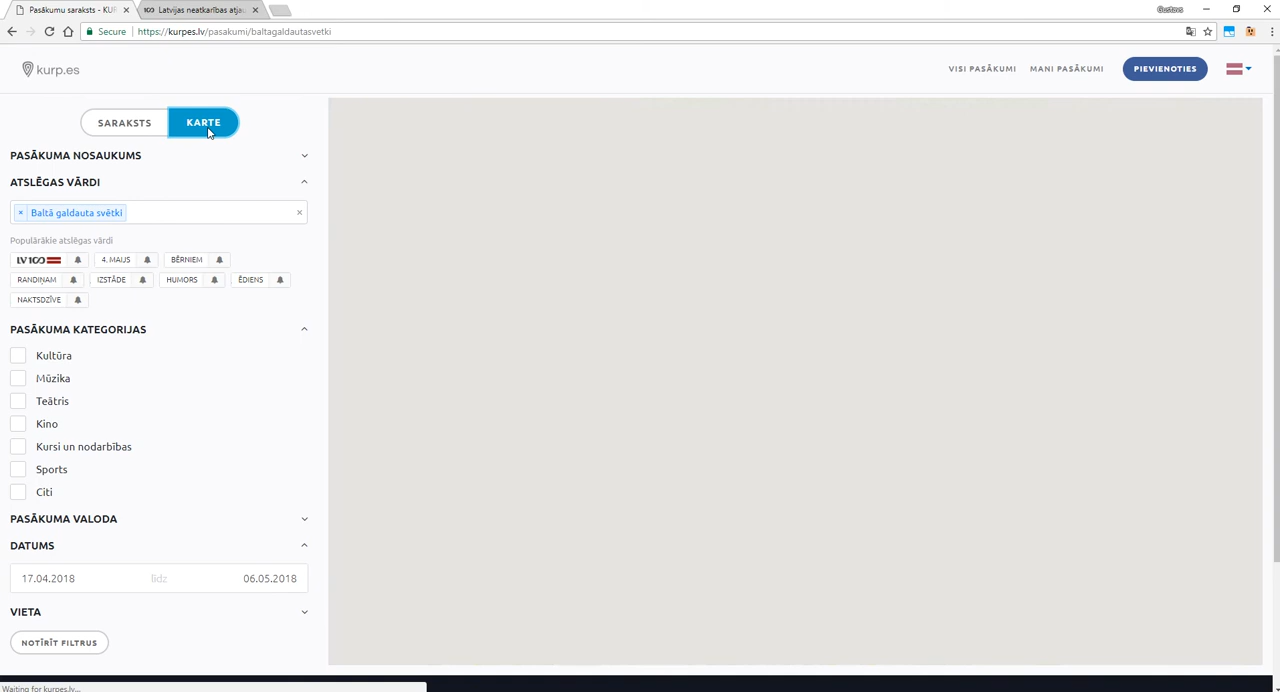 Pasākumu saraksts - KUR
Latvijas neatkarības atjau
Gustavs
Secure
https://kurpes.lv/pasakumi/baltagaldautasvetki
kurp.es
VISI PASĀKUMI
MANI PASĀKUMI
PIEVIENOTIES
SARAKSTS
KARTE
PASĀKUMA NOSAUKUMS
ATSLĒGAS VĀRDI
× Baltā galdauta svētki ×
Populārākie atslēgas vārdi
LV100
4. MAIJS
BĒRNIEM
RANDIŅAM
IZSTĀDE
HUMORS
ĒDIENS
NAKTSDZĪVE
PASĀKUMA KATEGORIJAS
Kultūra
Mūzika
Teātris
Kino
Kursi un nodarbības
Sports
Citi
PASĀKUMA VALODA
DATUMS
17.04.2018 līdz 06.05.2018
VIETA
NOTĪRĪT FILTRUS
Waiting for kurpes.lv...